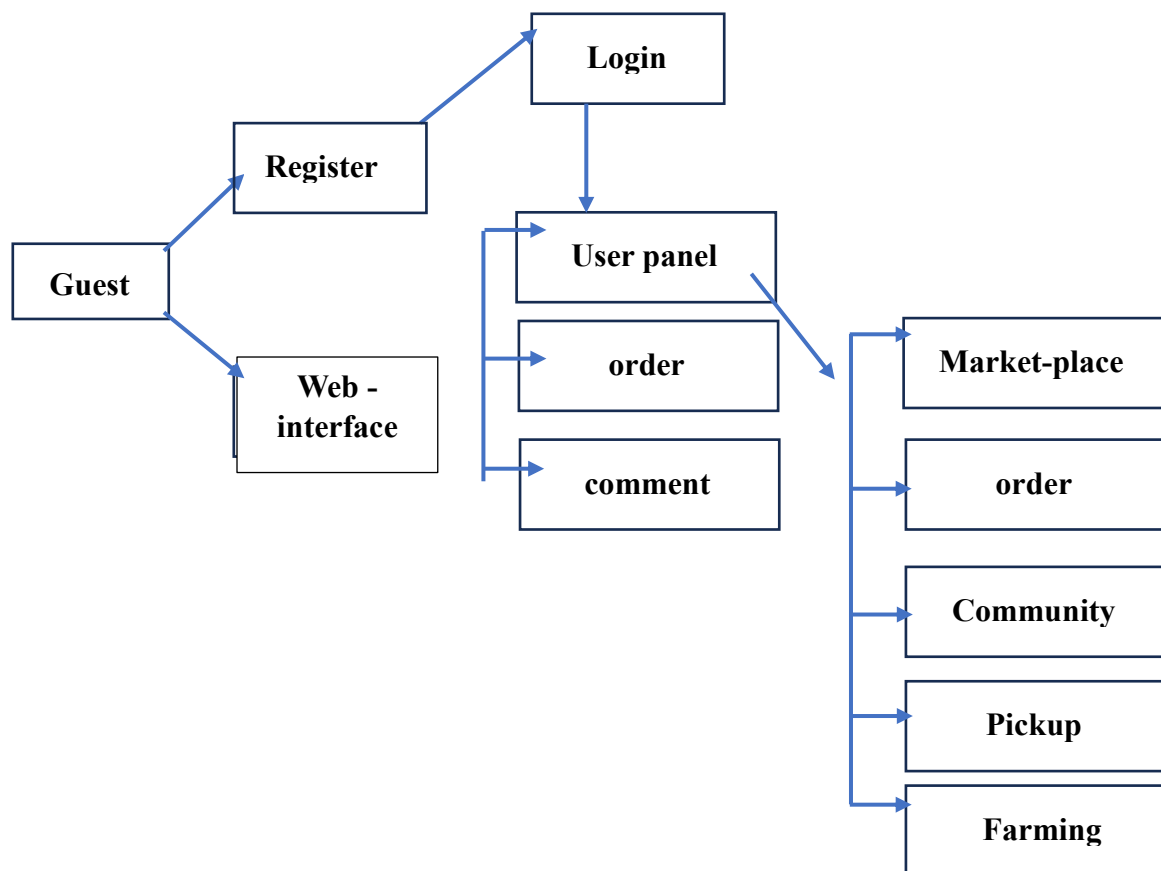 Login
Register
Guest
User panel
Web -
interface
order
comment
Market-place
order
Community
Pickup
Farming